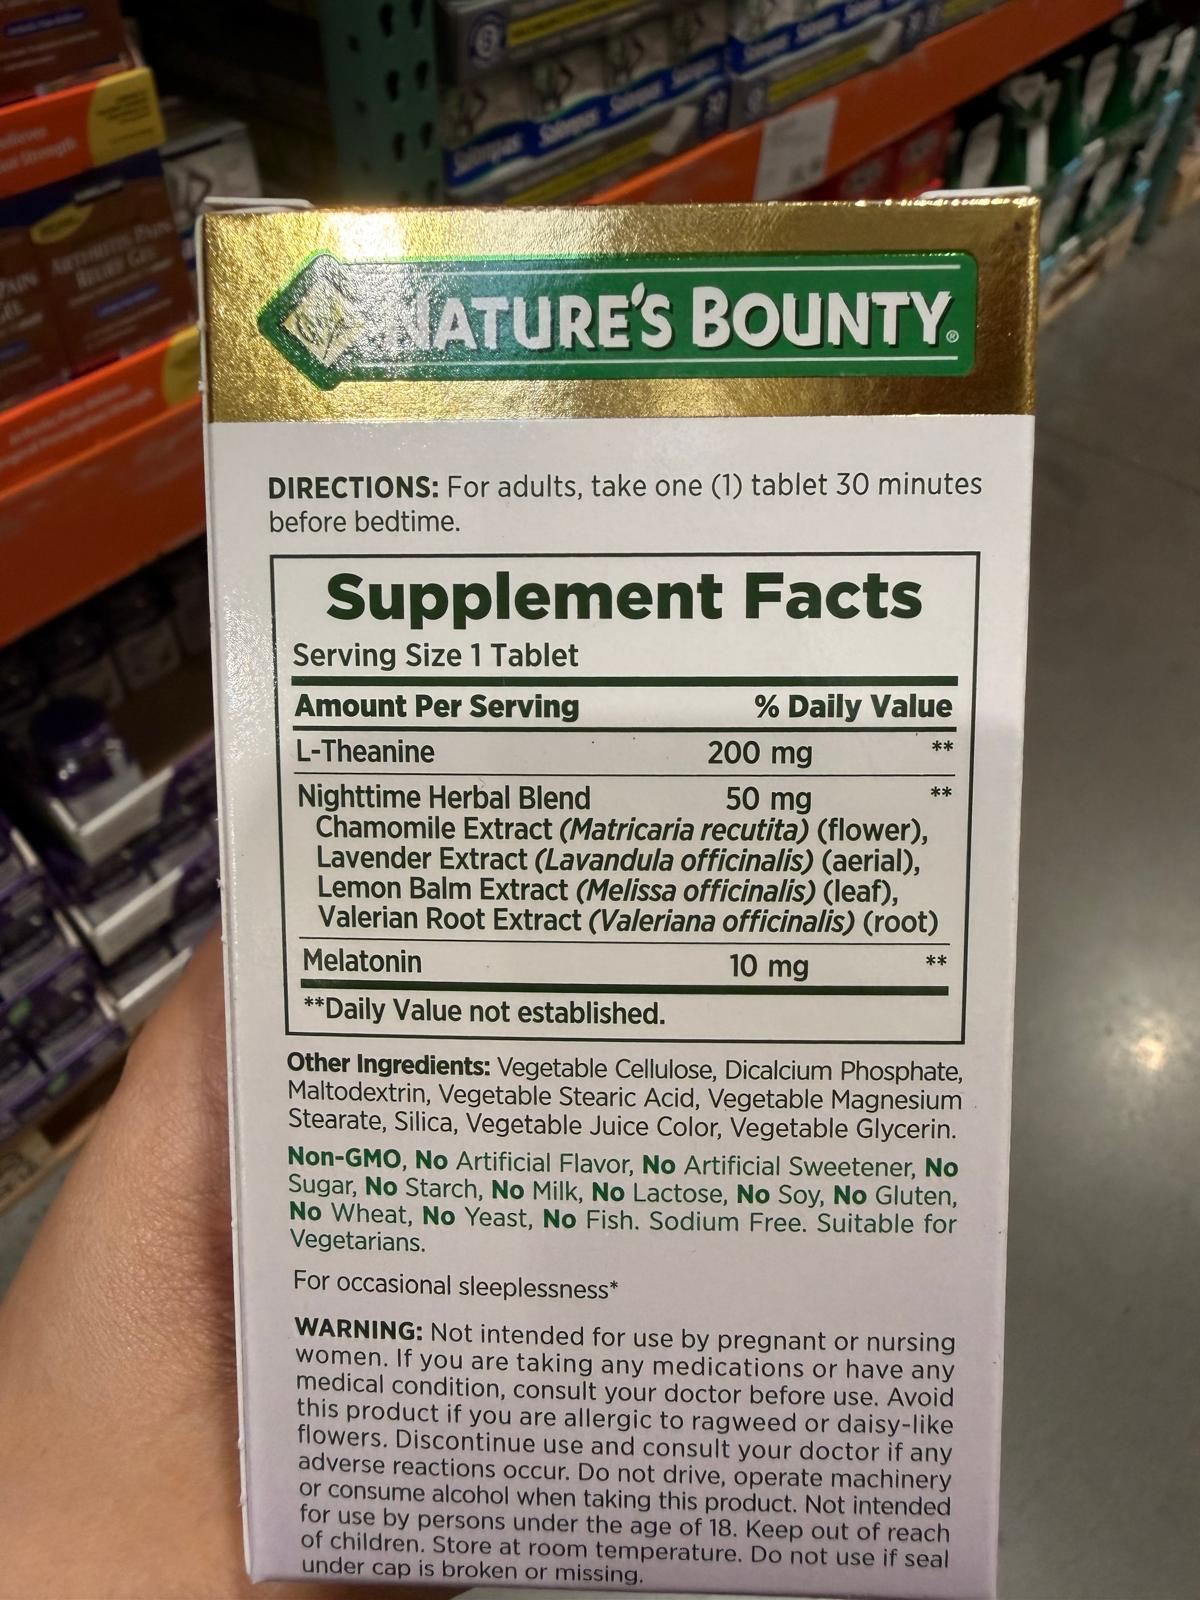 Salonpas Salonpas Salonpas
ARTHRITIS PAIN
RELIEF GEL
NATURE'S BOUNTY®
DIRECTIONS: For adults, take one (1) tablet 30 minutes
before bedtime.
Supplement Facts
Serving Size 1 Tablet
Amount Per Serving % Daily Value
L-Theanine 200 mg **
Nighttime Herbal Blend 50 mg **
Chamomile Extract (Matricaria recutita) (flower),
Lavender Extract (Lavandula officinalis) (aerial),
Lemon Balm Extract (Melissa officinalis) (leaf),
Valerian Root Extract (Valeriana officinalis) (root)
Melatonin 10 mg **
**Daily Value not established.
Other Ingredients: Vegetable Cellulose, Dicalcium Phosphate,
Maltodextrin, Vegetable Stearic Acid, Vegetable Magnesium
Stearate, Silica, Vegetable Juice Color, Vegetable Glycerin.
Non-GMO, No Artificial Flavor, No Artificial Sweetener, No
Sugar, No Starch, No Milk, No Lactose, No Soy, No Gluten,
No Wheat, No Yeast, No Fish. Sodium Free. Suitable for
Vegetarians.
For occasional sleeplessness*
WARNING: Not intended for use by pregnant or nursing
women. If you are taking any medications or have any
medical condition, consult your doctor before use. Avoid
this product if you are allergic to ragweed or daisy-like
flowers. Discontinue use and consult your doctor if any
adverse reactions occur. Do not drive, operate machinery
or consume alcohol when taking this product. Not intended
for use by persons under the age of 18. Keep out of reach
of children. Store at room temperature. Do not use if seal
under cap is broken or missing.